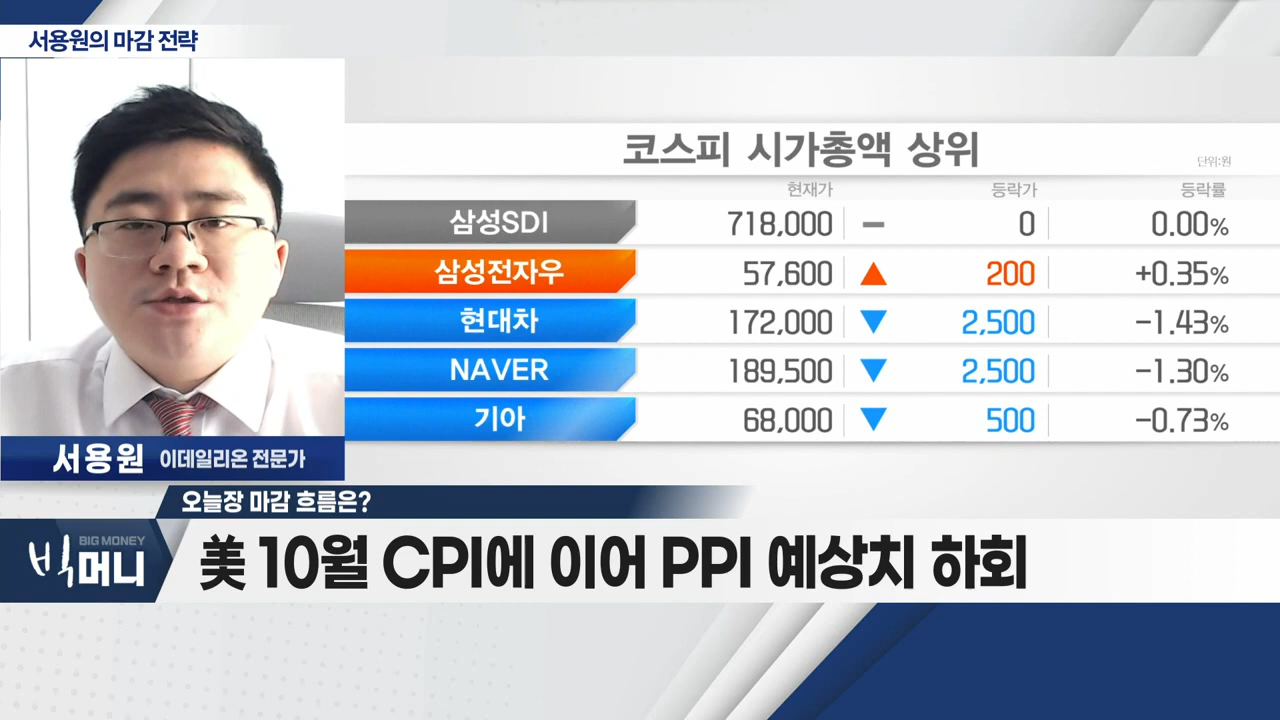 서용원의 마감 전략
코스피 시가총액 상위
단위:원
현재가 등락가 등락률
삼성SDI 718,000 − 0 0.00%
삼성전자우 57,600 ▲ 200 +0.35%
현대차 172,000 ▼ 2,500 −1.43%
NAVER 189,500 ▼ 2,500 −1.30%
기아 68,000 ▼ 500 −0.73%
서용원 이데일리온 전문가
오늘장 마감 흐름은?
BIG MONEY
빅머니
美 10월 CPI에 이어 PPI 예상치 하회